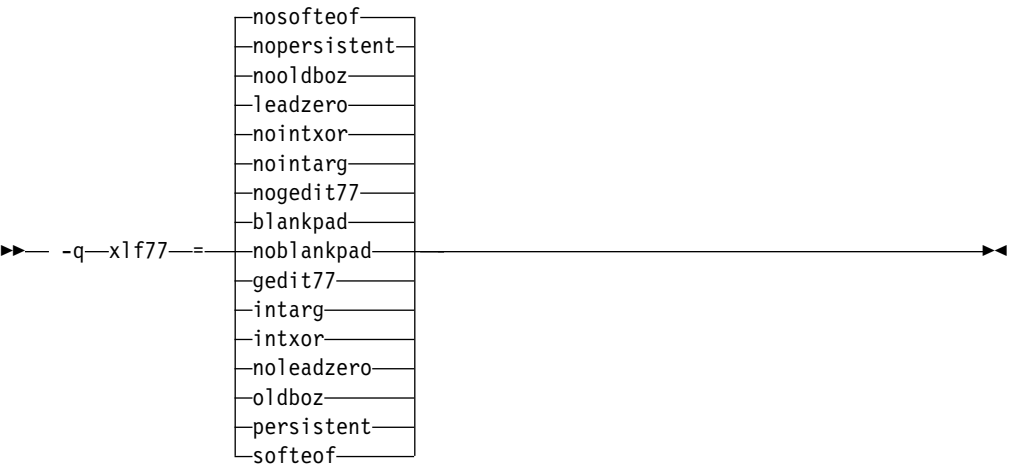 nosofteof
nopersistent
nooldboz
leadzero
nointxor
nointarg
nogedit77
blankpad
-q xlf77 = noblankpad
gedit77
intarg
intxor
noleadzero
oldboz
persistent
softeof